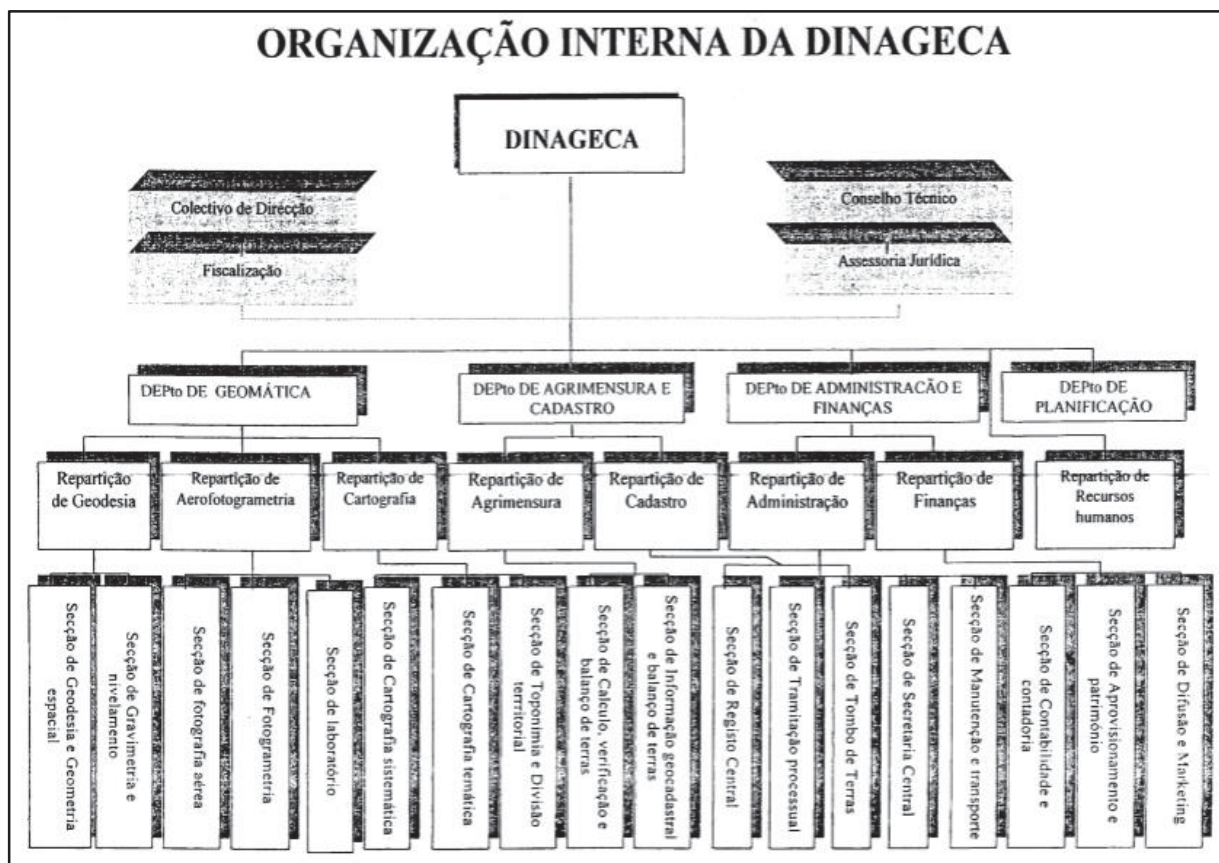 ORGANIZAÇÃO INTERNA DA DINAGECA
DINAGECA
Colectivo de Direcção
Conselho Técnico
Fiscalização
Assessoria Jurídica
DEPto DE GEOMÁTICA
DEPto DE AGRIMENSURA E
CADASTRO
DEPto DE ADMINISTRACÃO E
FINANÇAS
DEPto DE
PLANIFICAÇÃO
Repartição
de Geodesia
Repartição de
Aerofotogrametria
Repartição de
Cartografia
Repartição de
Agrimensura
Repartição de
Cadastro
Repartição de
Administração
Repartição de
Finanças
Repartição de
Recursos
humanos
Secção de Geodesia e Geometria
espacial
Secção de Gravimetria e
nivelamento
Secção de fotografia aérea
Secção de Fotogrametria
Secção de laboratório
Secção de Cartografia sistemática
Secção de Cartografia temática
Secção de Toponímia e Divisão
terrritorial
Secção de Calculo, verificação e
balanço de terras
Secção de Informação geocadastral
e balanço de terras
Secção de Registo Central
Secção de Tramitação processual
Secção de Tombo de Terras
Secção de Secretaria Central
Secção de Manutenção e transporte
Secção de Contabilidade e
contadoria
Secção de Aprovisionamento e
património
Secção de Difusão e Marketing